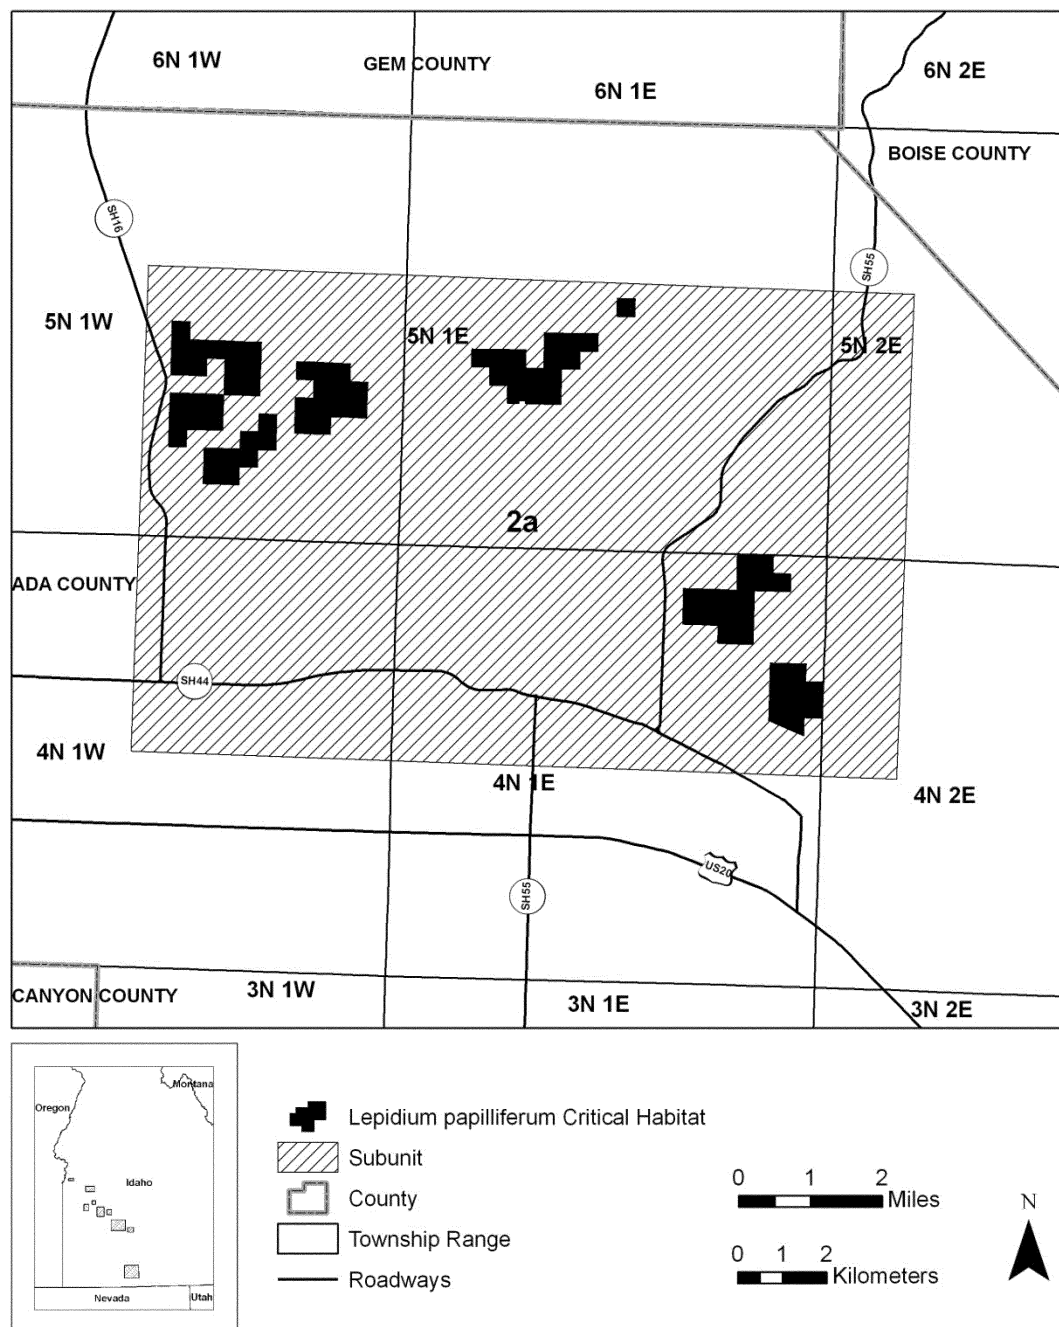 6N 1W
GEM COUNTY
6N 1E
6N 2E
BOISE COUNTY
SH16
SH55
5N 1W
5N 1E
5N 2E
2a
ADA COUNTY
SH44
4N 1W
4N 1E
4N 2E
US20
SH55
CANYON COUNTY
3N 1W
3N 1E
3N 2E
Montana
Oregon
Idaho
Nevada
Utah
Lepidium papilliferum Critical Habitat
Subunit
County
Township Range
Roadways
0 1 2
Miles
0 1 2
Kilometers
N